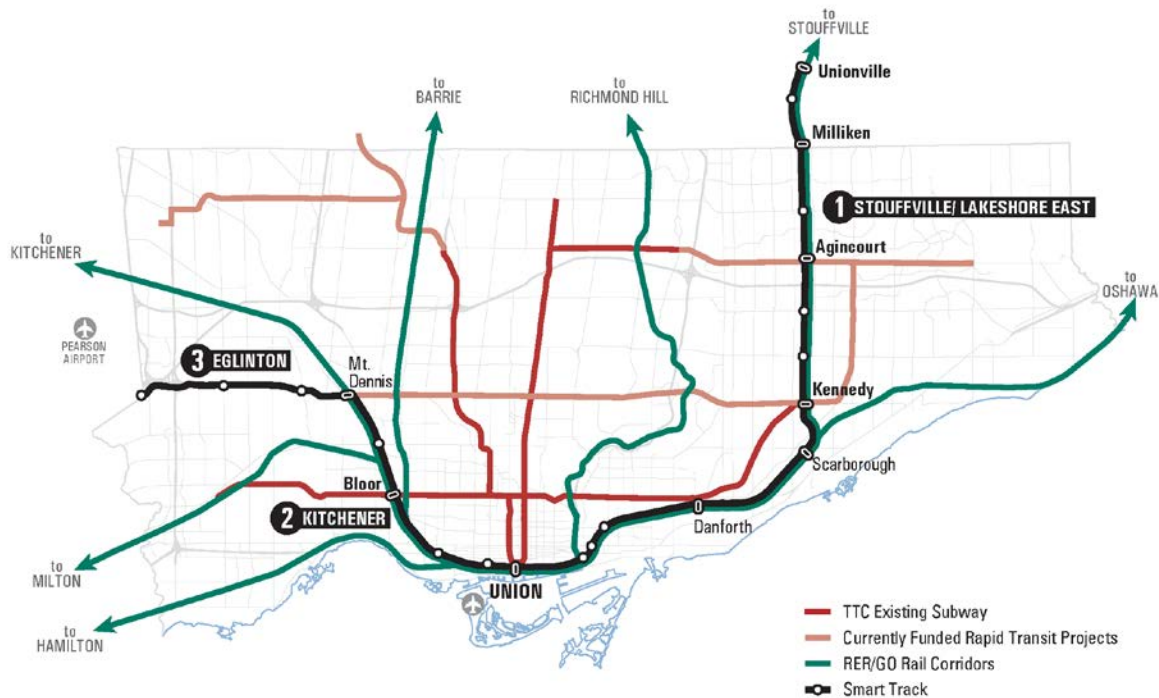 to
STOUFFVILLE
Unionville
to
BARRIE
to
RICHMOND HILL
Milliken
1 STOUFFVILLE/ LAKESHORE EAST
to
KITCHENER
Agincourt
to
OSHAWA
PEARSON
AIRPORT
3 EGLINTON
Mt.
Dennis
Kennedy
Scarborough
Bloor
2 KITCHENER
Danforth
to
MILTON
UNION
to
HAMILTON
TTC Existing Subway
Currently Funded Rapid Transit Projects
RER/GO Rail Corridors
Smart Track